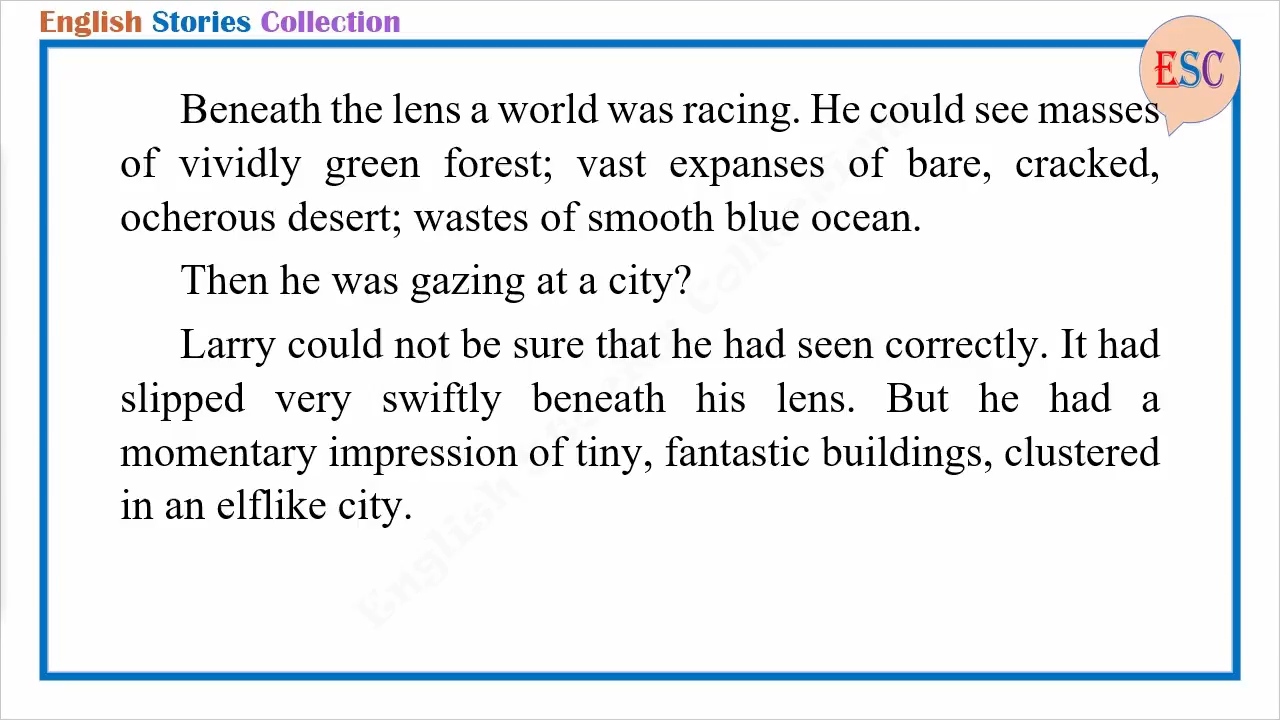 English Stories Collection
ESC
Beneath the lens a world was racing. He could see masses
of vividly green forest; vast expanses of bare, cracked,
ocherous desert; wastes of smooth blue ocean.
Then he was gazing at a city?
Larry could not be sure that he had seen correctly. It had
slipped very swiftly beneath his lens. But he had a
momentary impression of tiny, fantastic buildings, clustered
in an elflike city.
English Stories Collection